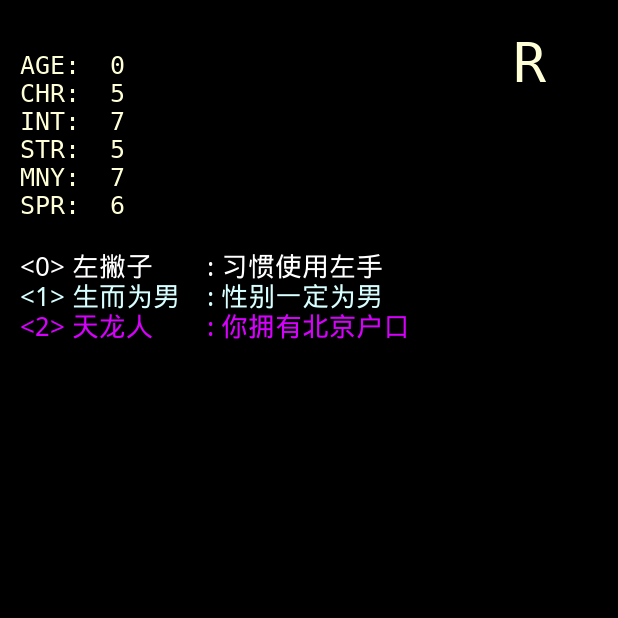 R
AGE: 0
CHR: 5
INT: 7
STR: 5
MNY: 7
SPR: 6
<0> 左撇子 : 习惯使用左手
<1> 生而为男 : 性别一定为男
<2> 天龙人 : 你拥有北京户口